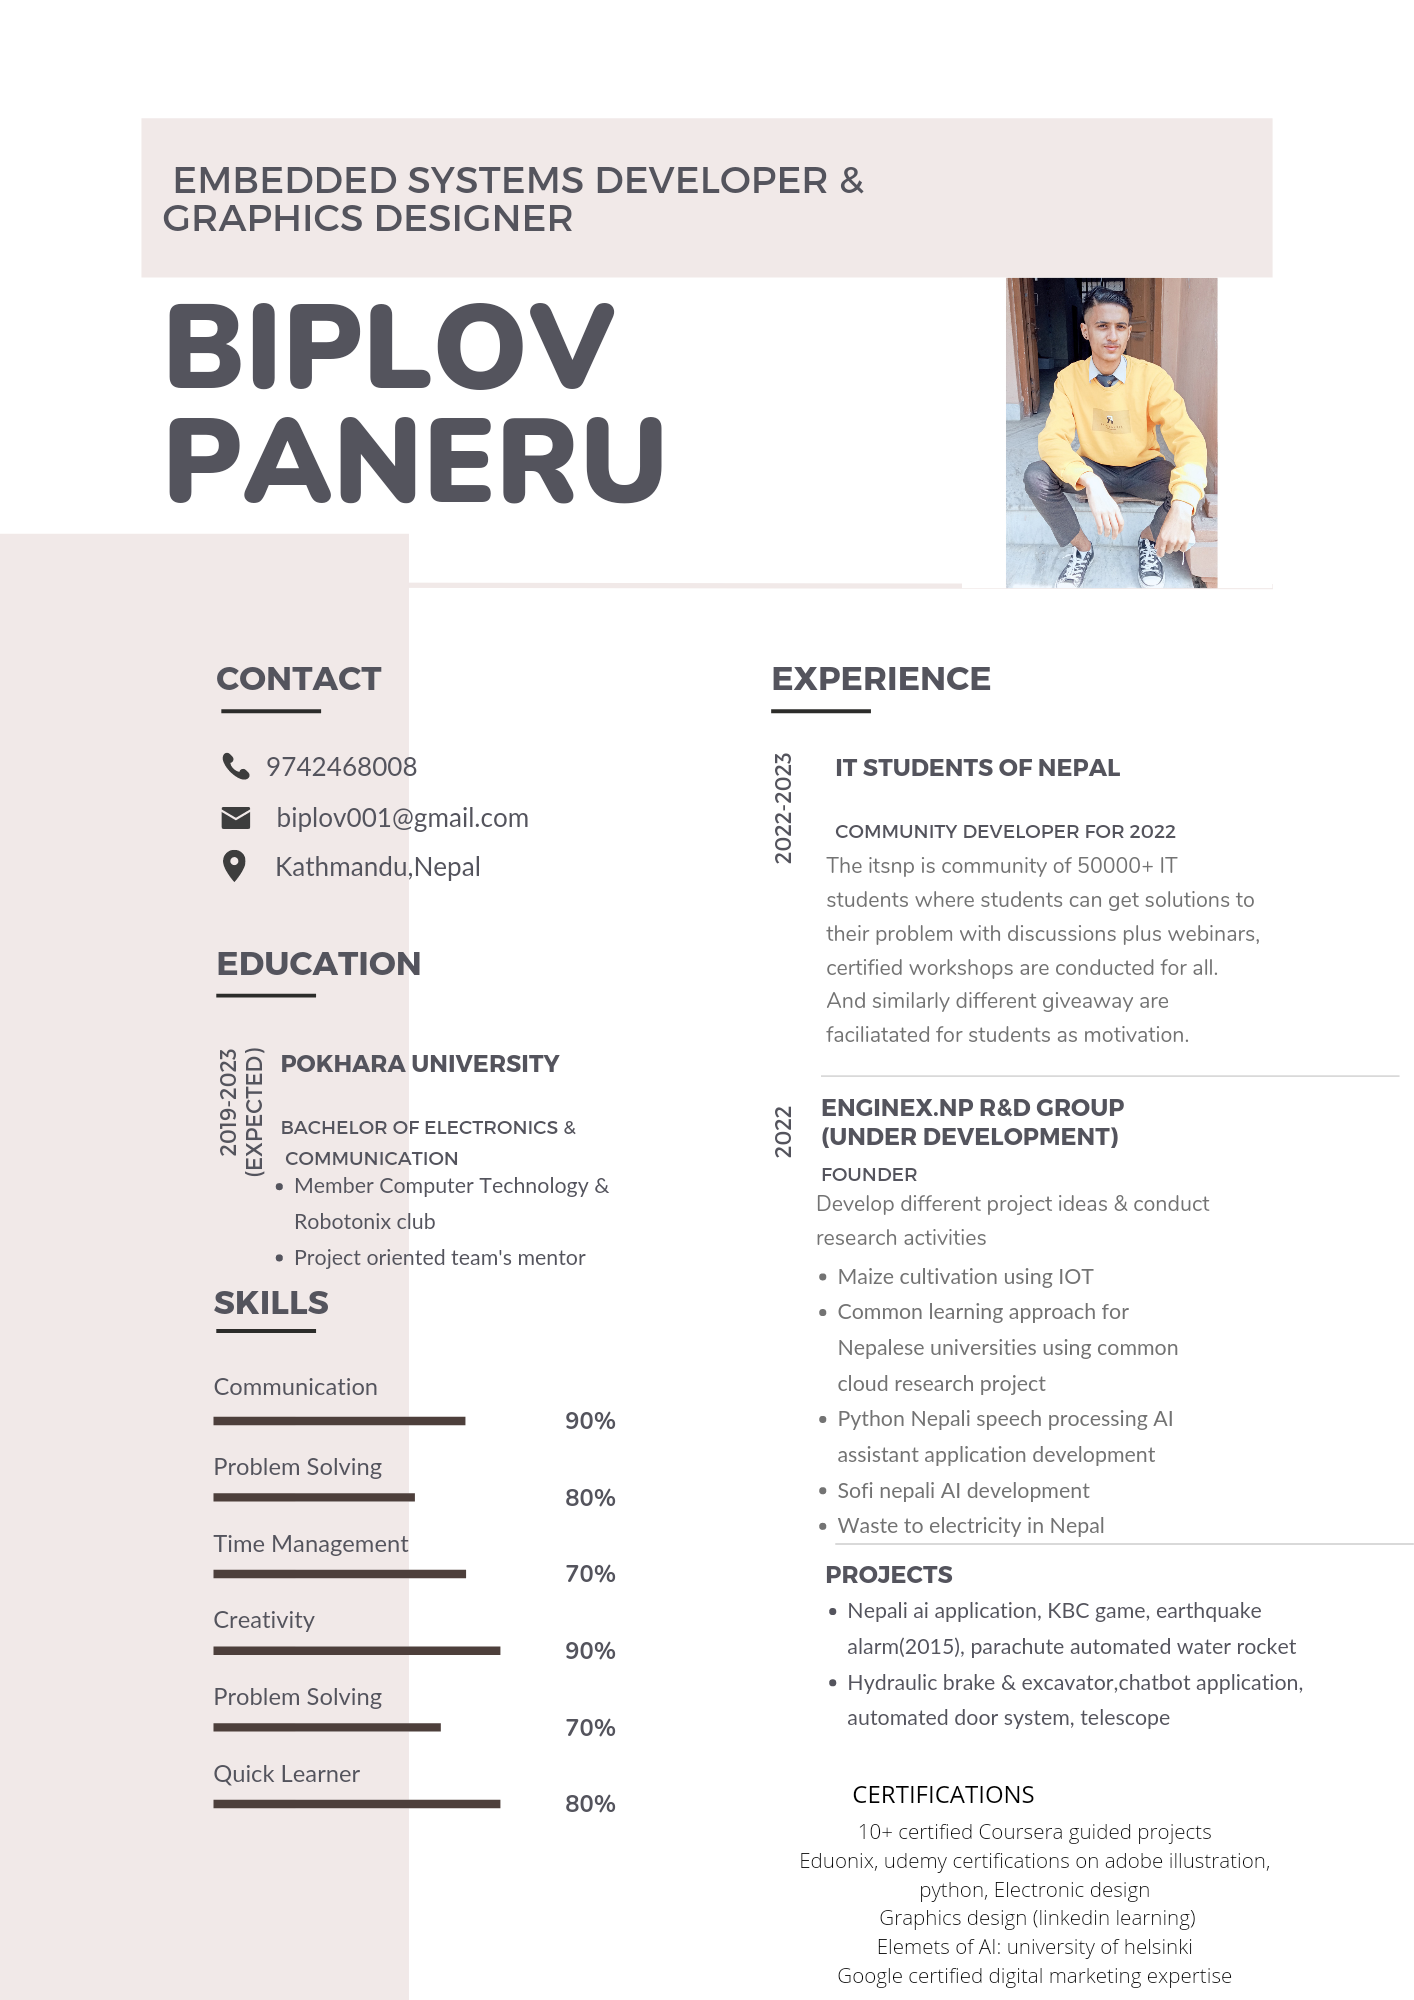 EMBEDDED SYSTEMS DEVELOPER &
GRAPHICS DESIGNER
BIPLOV
PANERU
CONTACT
9742468008
biplov001@gmail.com
Kathmandu,Nepal
EDUCATION
2019-2023
(EXPECTED)
POKHARA UNIVERSITY
BACHELOR OF ELECTRONICS &
COMMUNICATION
• Member Computer Technology &
Robotonix club
• Project oriented team's mentor
SKILLS
Communication
90%
Problem Solving
80%
Time Management
70%
Creativity
90%
Problem Solving
70%
Quick Learner
80%
EXPERIENCE
2022-2023
IT STUDENTS OF NEPAL
COMMUNITY DEVELOPER FOR 2022
The itsnp is community of 50000+ IT
students where students can get solutions to
their problem with discussions plus webinars,
certified workshops are conducted for all.
And similarly different giveaway are
faciliatated for students as motivation.
2022
ENGINEX.NP R&D GROUP
(UNDER DEVELOPMENT)
FOUNDER
Develop different project ideas & conduct
research activities
• Maize cultivation using IOT
• Common learning approach for
Nepalese universities using common
cloud research project
• Python Nepali speech processing AI
assistant application development
• Sofi nepali AI development
• Waste to electricity in Nepal
PROJECTS
• Nepali ai application, KBC game, earthquake
alarm(2015), parachute automated water rocket
• Hydraulic brake & excavator,chatbot application,
automated door system, telescope
CERTIFICATIONS
10+ certified Coursera guided projects
Eduonix, udemy certifications on adobe illustration,
python, Electronic design
Graphics design (linkedin learning)
Elemets of AI: university of helsinki
Google certified digital marketing expertise